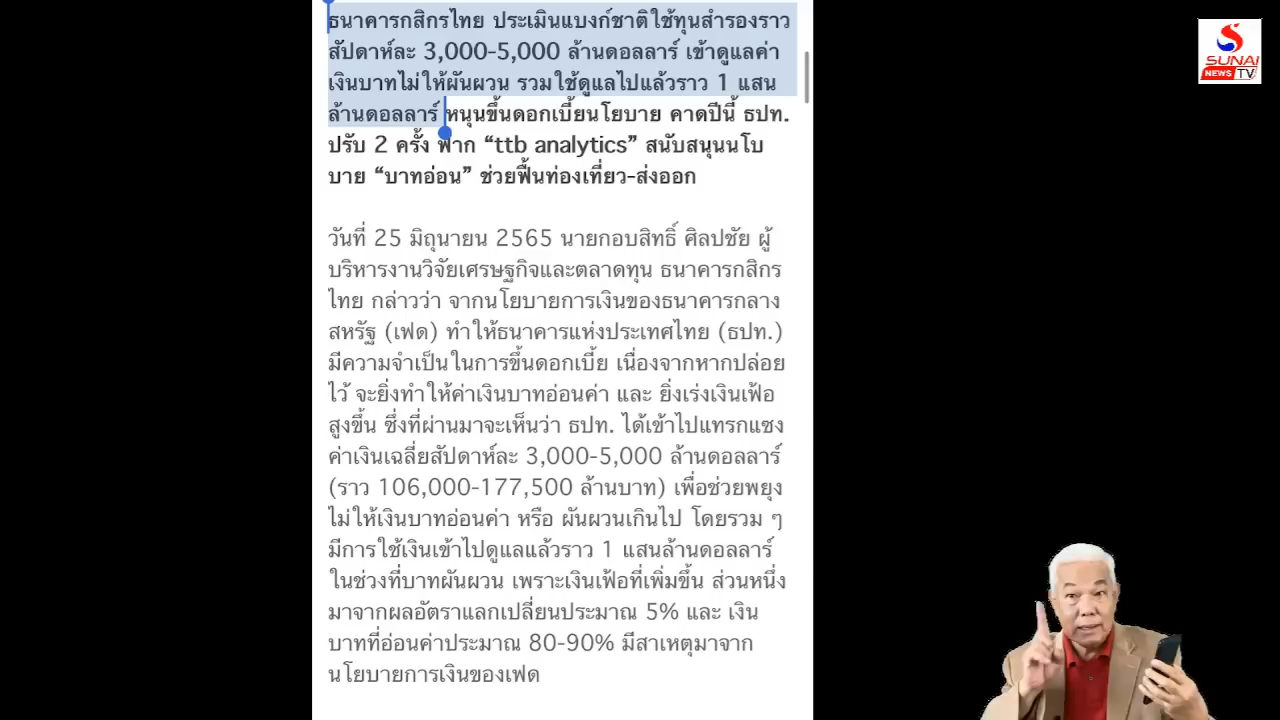 ธนาคารกสิกรไทย ประเมินแบงก์ชาติใช้ทุนสำรองราว
สัปดาห์ละ 3,000-5,000 ล้านดอลลาร์ เข้าดูแลค่า
เงินบาทไม่ให้ผันผวน รวมใช้ดูแลไปแล้วราว 1 แสน
ล้านดอลลาร์ หนุนขึ้นดอกเบี้ยนโยบาย คาดปีนี้ ธปท.
ปรับ 2 ครั้ง ฟาก “ttb analytics” สนับสนุนนโบ
บาย “บาทอ่อน” ช่วยฟื้นท่องเที่ยว-ส่งออก
วันที่ 25 มิถุนายน 2565 นายกอบสิทธิ์ ศิลปชัย ผู้
บริหารงานวิจัยเศรษฐกิจและตลาดทุน ธนาคารกสิกร
ไทย กล่าวว่า จากนโยบายการเงินของธนาคารกลาง
สหรัฐ (เฟด) ทำให้ธนาคารแห่งประเทศไทย (ธปท.)
มีความจำเป็นในการขึ้นดอกเบี้ย เนื่องจากหากปล่อย
ไว้ จะยิ่งทำให้ค่าเงินบาทอ่อนค่า และ ยิ่งเร่งเงินเฟ้อ
สูงขึ้น ซึ่งที่ผ่านมาจะเห็นว่า ธปท. ได้เข้าไปแทรกแซง
ค่าเงินเฉลี่ยสัปดาห์ละ 3,000-5,000 ล้านดอลลาร์
(ราว 106,000-177,500 ล้านบาท) เพื่อช่วยพยุง
ไม่ให้เงินบาทอ่อนค่า หรือ ผันผวนเกินไป โดยรวม ๆ
มีการใช้เงินเข้าไปดูแลแล้วราว 1 แสนล้านดอลลาร์
ในช่วงที่บาทผันผวน เพราะเงินเฟ้อที่เพิ่มขึ้น ส่วนหนึ่ง
มาจากผลอัตราแลกเปลี่ยนประมาณ 5% และ เงิน
บาทที่อ่อนค่าประมาณ 80-90% มีสาเหตุมาจาก
นโยบายการเงินของเฟด
SUNAI
NEWS TV